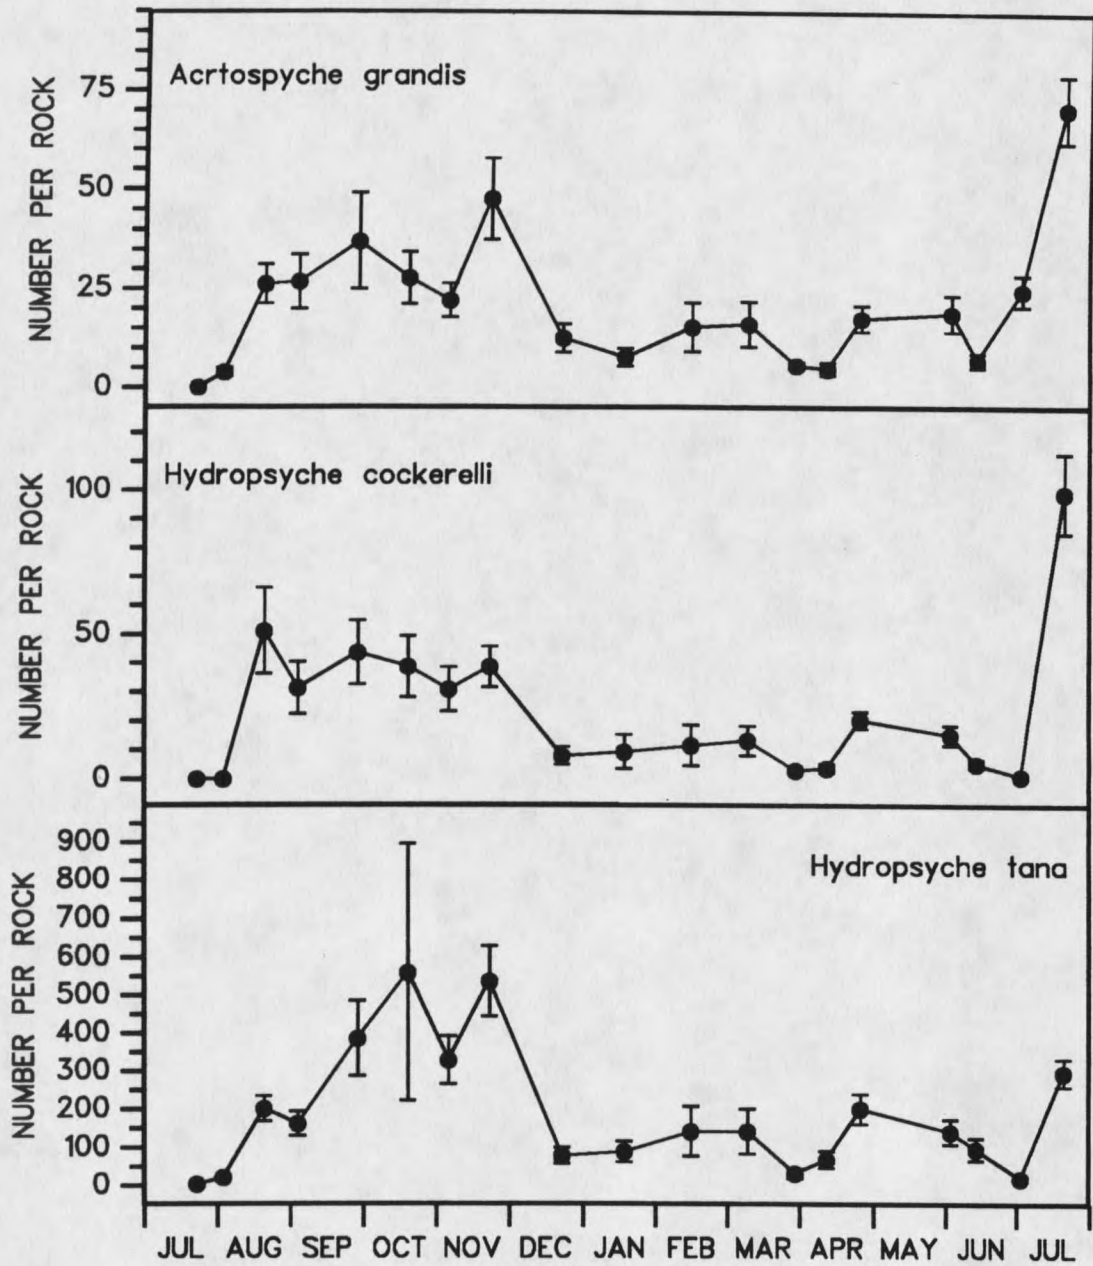 Acrtospyche grandis
NUMBER PER ROCK
75
50
25
0
Hydropsyche cockerelli
NUMBER PER ROCK
100
50
0
Hydropsyche tana
NUMBER PER ROCK
900
800
700
600
500
400
300
200
100
0
JUL AUG SEP OCT NOV DEC JAN FEB MAR APR MAY JUN JUL